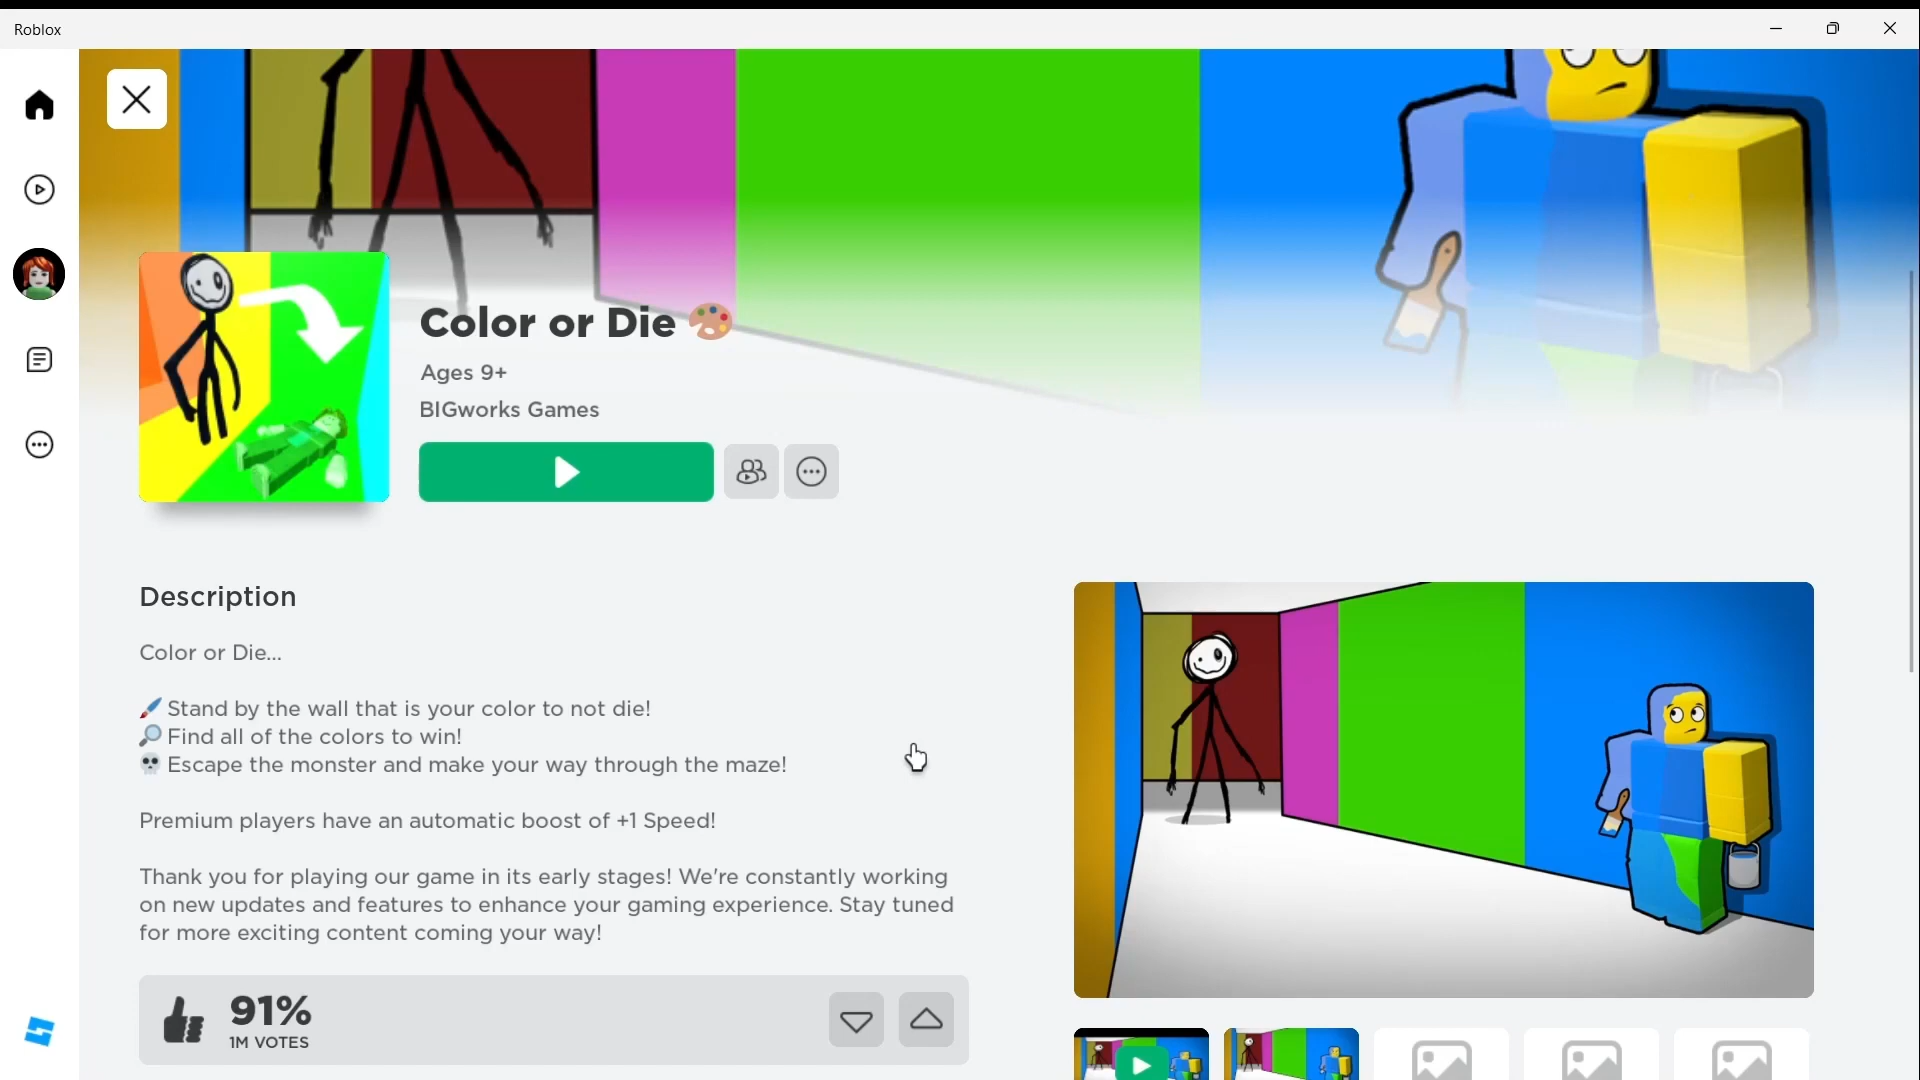 Roblox
Color or Die 🎨
Ages 9+
BIGworks Games
Description
Color or Die...
🖌️ Stand by the wall that is your color to not die!
🔎 Find all of the colors to win!
💀 Escape the monster and make your way through the maze!
Premium players have an automatic boost of +1 Speed!
Thank you for playing our game in its early stages! We're constantly working
on new updates and features to enhance your gaming experience. Stay tuned
for more exciting content coming your way!
91%
1M VOTES